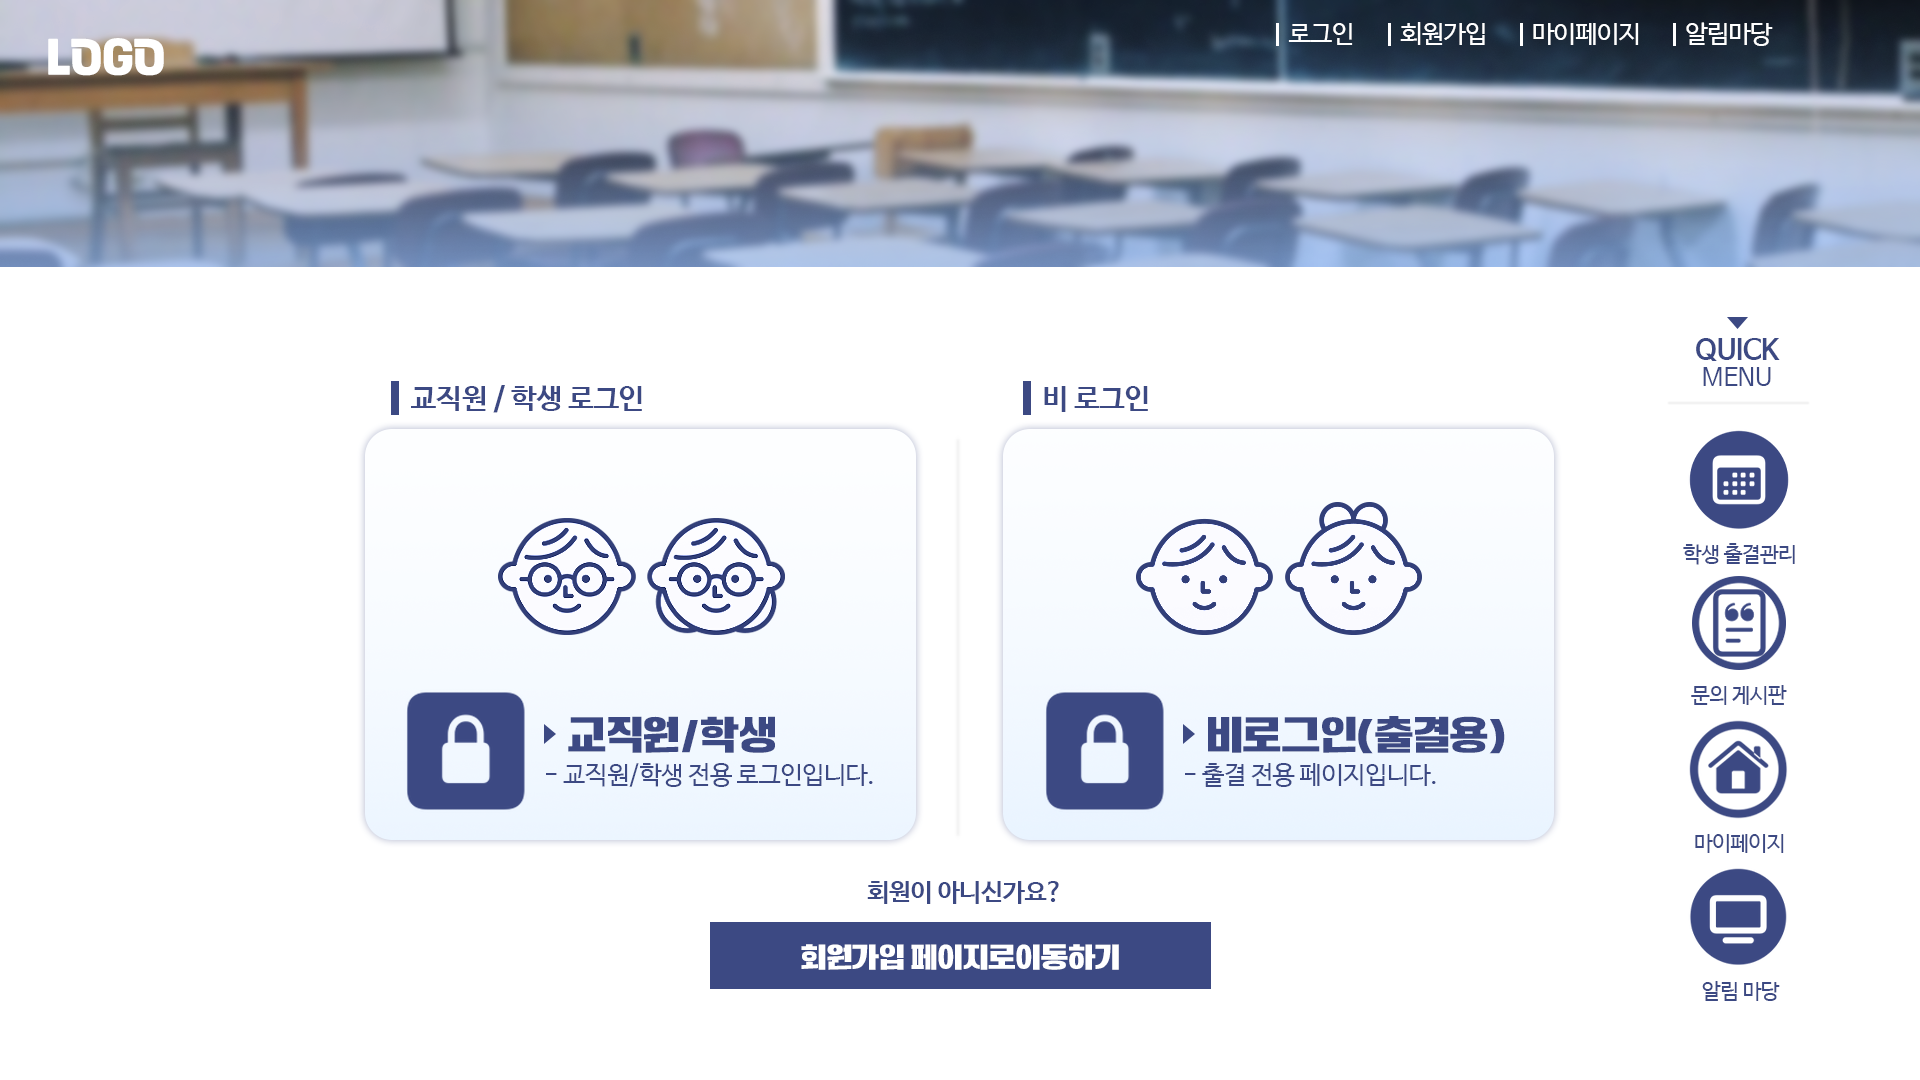 LOGO
로그인
회원가입
마이페이지
알림마당
QUICK
MENU
교직원 / 학생 로그인
비 로그인
교직원/학생
- 교직원/학생 전용 로그인입니다.
비로그인(출결용)
- 출결 전용 페이지입니다.
회원이 아니신가요?
회원가입 페이지로이동하기
학생 출결관리
문의 게시판
마이페이지
알림 마당